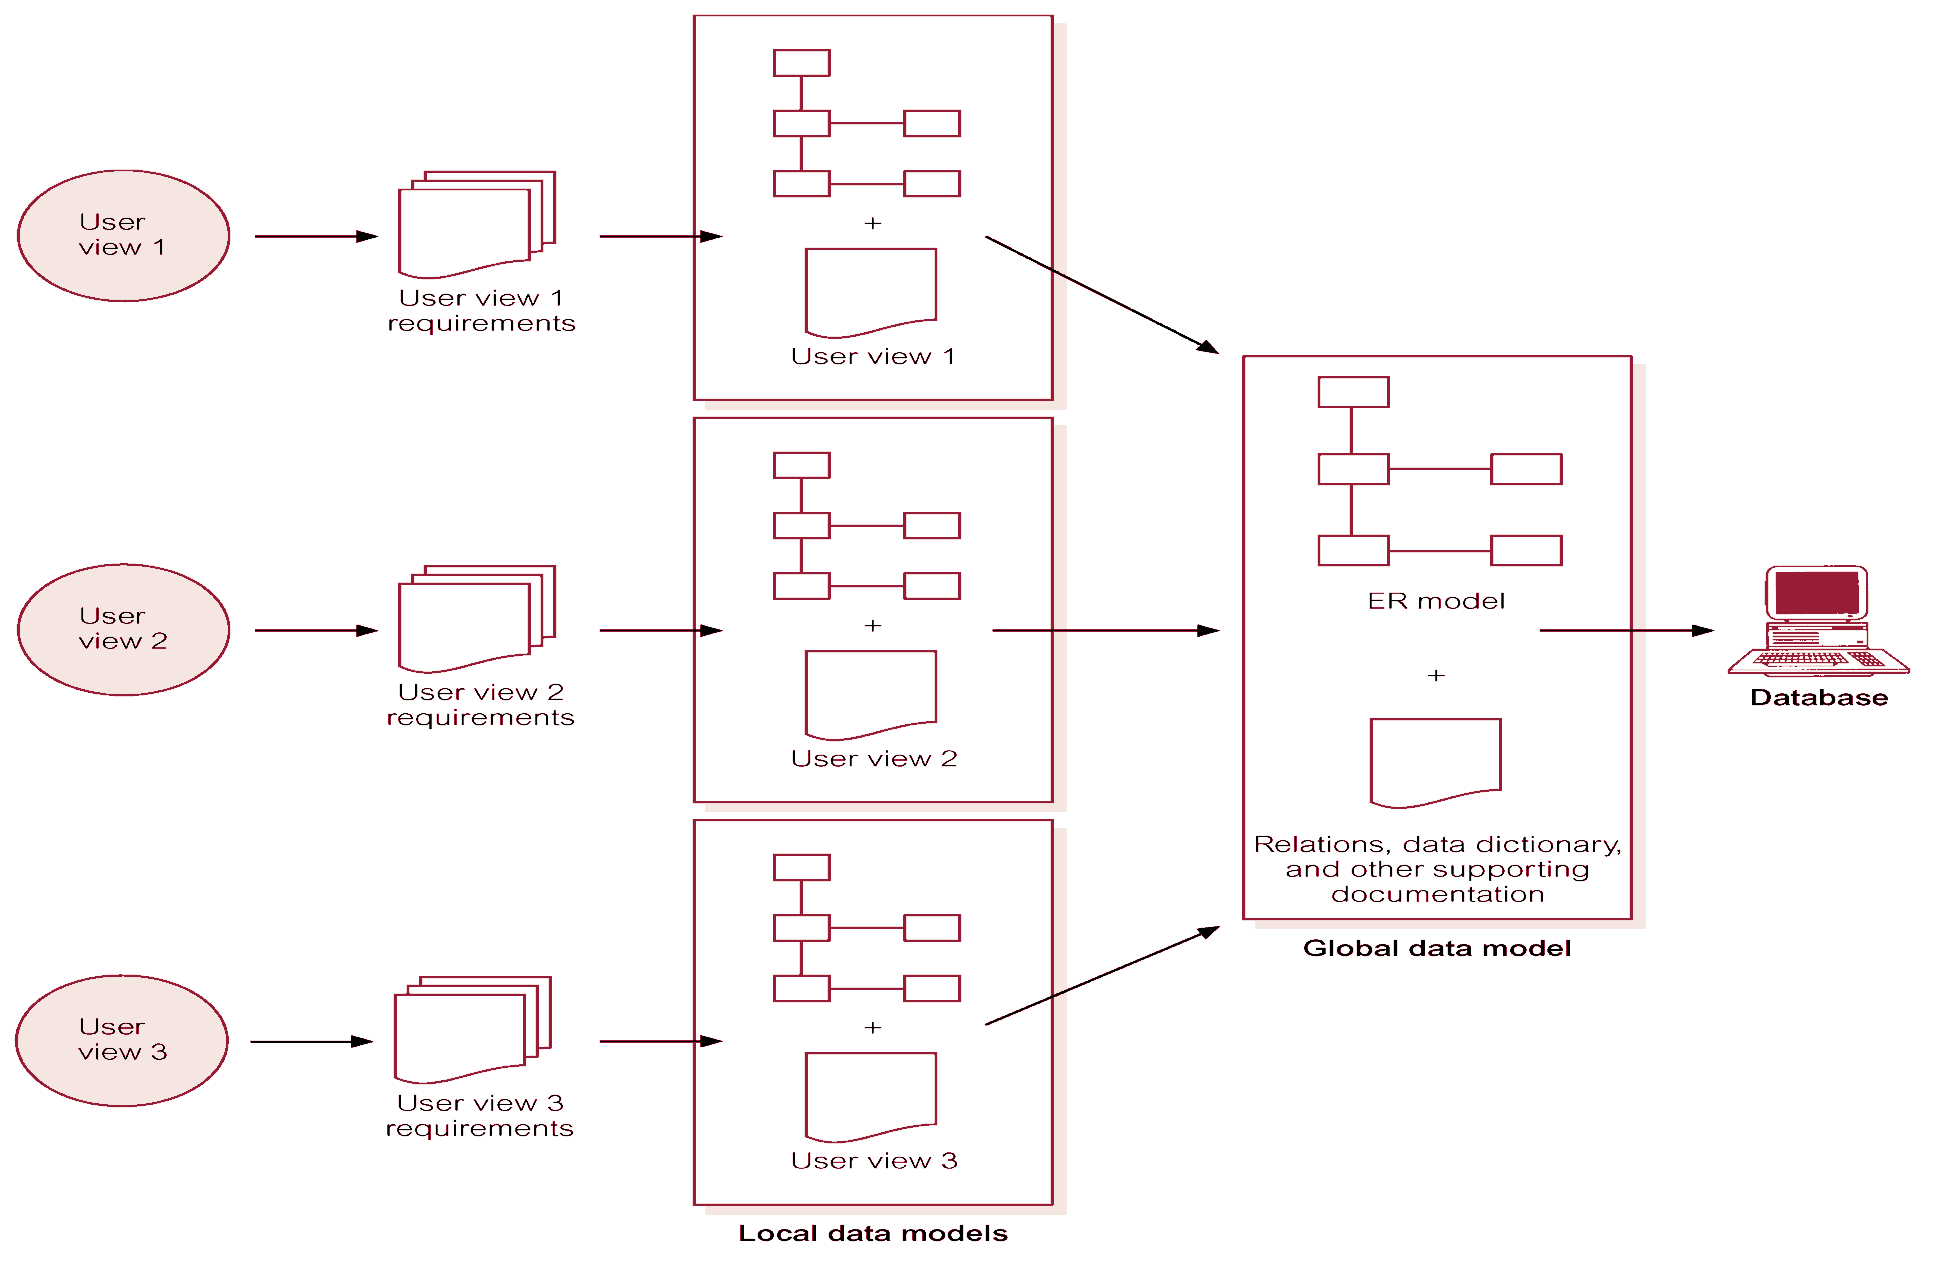 User
view 1
User view 1
requirements
+
User view 1
User
view 2
User view 2
requirements
+
User view 2
User
view 3
User view 3
requirements
+
User view 3
Local data models
ER model
+
Relations, data dictionary,
and other supporting
documentation
Global data model
Database